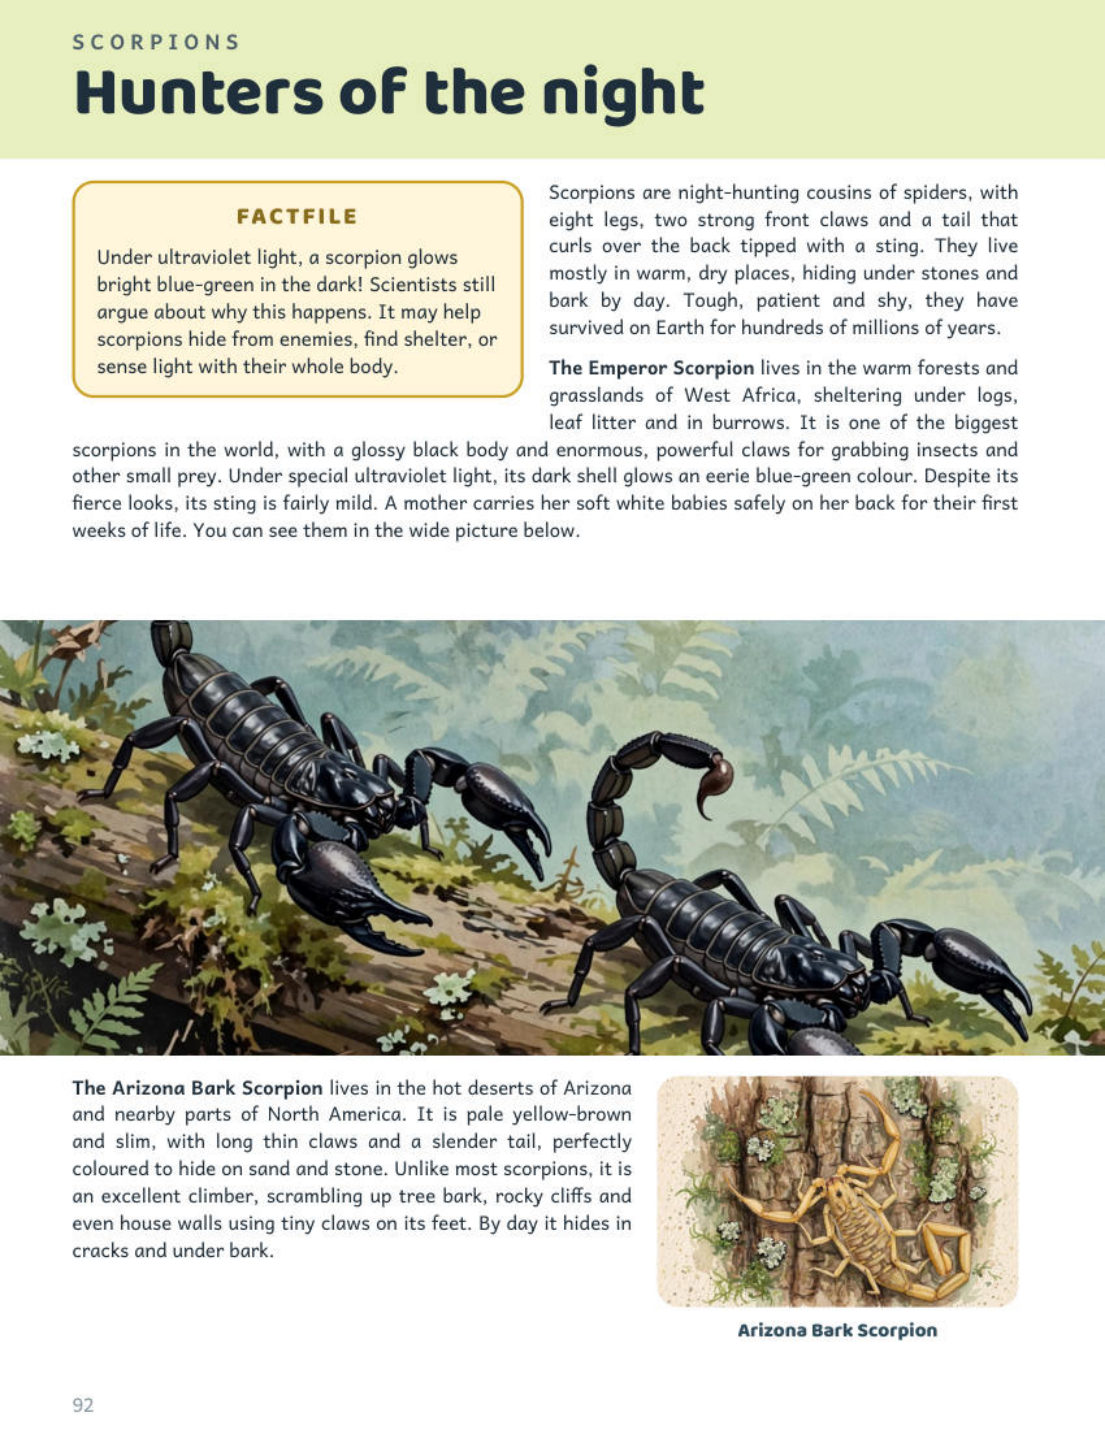 SCORPIONS
Hunters of the night
FACTFILE
Under ultraviolet light, a scorpion glows
bright blue-green in the dark! Scientists still
argue about why this happens. It may help
scorpions hide from enemies, find shelter, or
sense light with their whole body.
Scorpions are night-hunting cousins of spiders, with
eight legs, two strong front claws and a tail that
curls over the back tipped with a sting. They live
mostly in warm, dry places, hiding under stones and
bark by day. Tough, patient and shy, they have
survived on Earth for hundreds of millions of years.
The Emperor Scorpion lives in the warm forests and
grasslands of West Africa, sheltering under logs,
leaf litter and in burrows. It is one of the biggest
scorpions in the world, with a glossy black body and enormous, powerful claws for grabbing insects and
other small prey. Under special ultraviolet light, its dark shell glows an eerie blue-green colour. Despite its
fierce looks, its sting is fairly mild. A mother carries her soft white babies safely on her back for their first
weeks of life. You can see them in the wide picture below.
The Arizona Bark Scorpion lives in the hot deserts of Arizona
and nearby parts of North America. It is pale yellow-brown
and slim, with long thin claws and a slender tail, perfectly
coloured to hide on sand and stone. Unlike most scorpions, it is
an excellent climber, scrambling up tree bark, rocky cliffs and
even house walls using tiny claws on its feet. By day it hides in
cracks and under bark.
Arizona Bark Scorpion
92